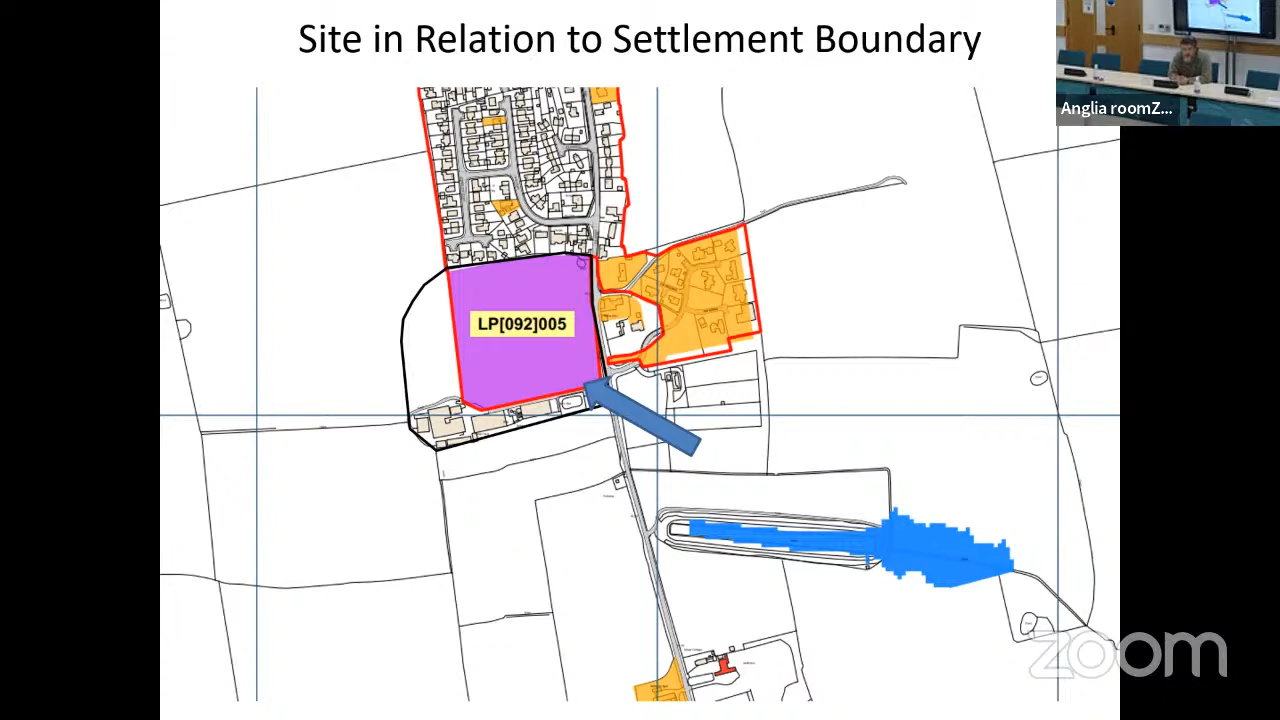 Site in Relation to Settlement Boundary
Anglia roomZ...
LP[092]005
zoom